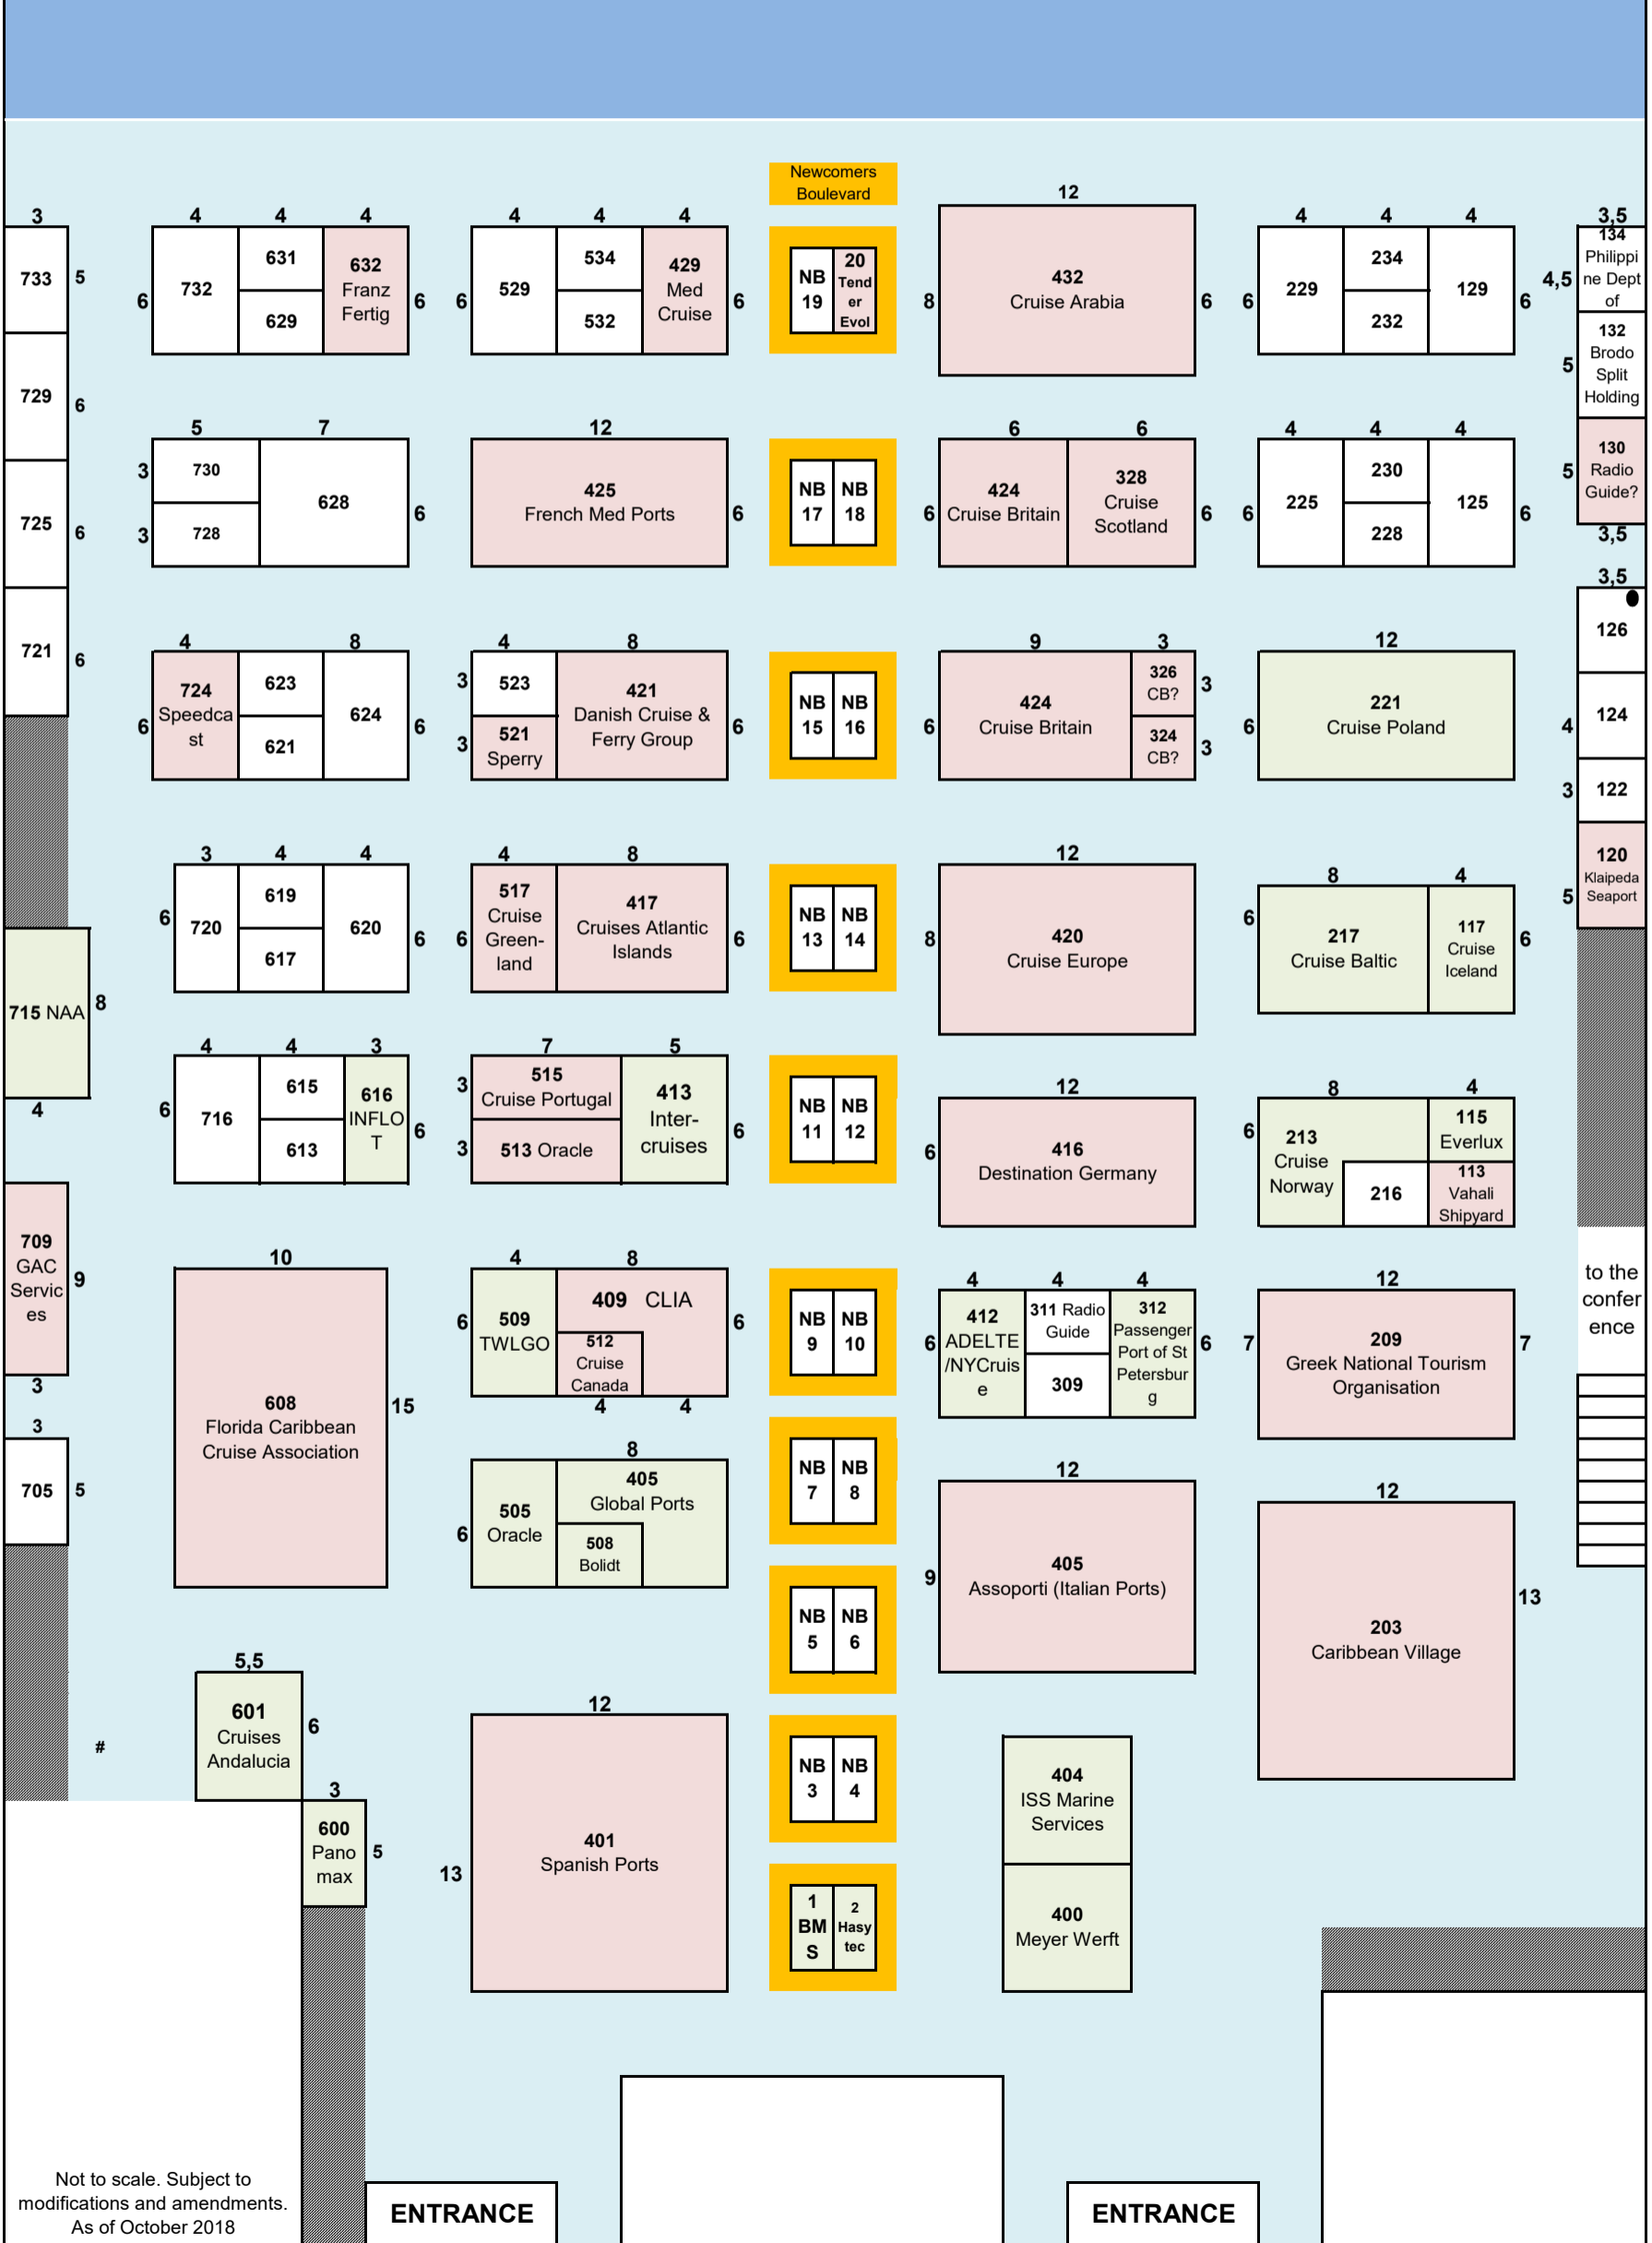 Newcomers
Boulevard
12
3
4
4
4
4
4
4
4
4
4
3,5
733
5
6
732
631
629
632
Franz
Fertig
6
6
529
534
532
429
Med
Cruise
6
NB
19
20
Tend
er
Evol
8
432
Cruise Arabia
6
6
229
234
232
129
6
4,5
134
Philippi
ne Dept
of
729
6
132
Brodo
Split
Holding
5
5
7
12
6
6
4
4
4
3
730
3
728
628
6
425
French Med Ports
6
NB
17
NB
18
6
424
Cruise Britain
328
Cruise
Scotland
6
6
225
230
228
125
6
5
130
Radio
Guide?
3,5
725
6
3,5
126
721
6
4
8
4
8
9
3
12
6
724
Speedca
st
623
621
624
6
3
523
3
521
Sperry
421
Danish Cruise &
Ferry Group
6
NB
15
NB
16
6
424
Cruise Britain
326
CB?
3
324
CB?
3
6
221
Cruise Poland
4
124
3
122
3
4
4
4
8
12
8
4
6
720
619
617
620
6
6
517
Cruise
Green-
land
417
Cruises Atlantic
Islands
6
NB
13
NB
14
8
420
Cruise Europe
6
217
Cruise Baltic
117
Cruise
Iceland
6
5
120
Klaipeda
Seaport
715 NAA
8
4
4
4
3
7
5
12
8
4
6
716
615
613
616
INFLO
T
6
3
515
Cruise Portugal
3
513 Oracle
413
Inter-
cruises
6
NB
11
NB
12
6
416
Destination Germany
6
213
Cruise
Norway
216
115
Everlux
113
Vahali
Shipyard
709
GAC
Servic
es
9
3
10
4
8
4
4
4
12
to the
confer
ence
608
Florida Caribbean
Cruise Association
15
6
509
TWLGO
409 CLIA
512
Cruise
Canada
6
4
4
NB
9
NB
10
6
412
ADELTE
/NYCruis
e
311 Radio
Guide
309
312
Passenger
Port of St
Petersbur
g
6
7
209
Greek National Tourism
Organisation
7
3
705
5
8
6
505
Oracle
405
Global Ports
508
Bolidt
NB
7
NB
8
12
9
405
Assoporti (Italian Ports)
12
203
Caribbean Village
13
NB
5
NB
6
5,5
601
Cruises
Andalucia
6
#
12
13
401
Spanish Ports
NB
3
NB
4
404
ISS Marine
Services
3
600
Pano
max
5
1
BM
S
2
Hasy
tec
400
Meyer Werft
Not to scale. Subject to
modifications and amendments.
As of October 2018
ENTRANCE
ENTRANCE